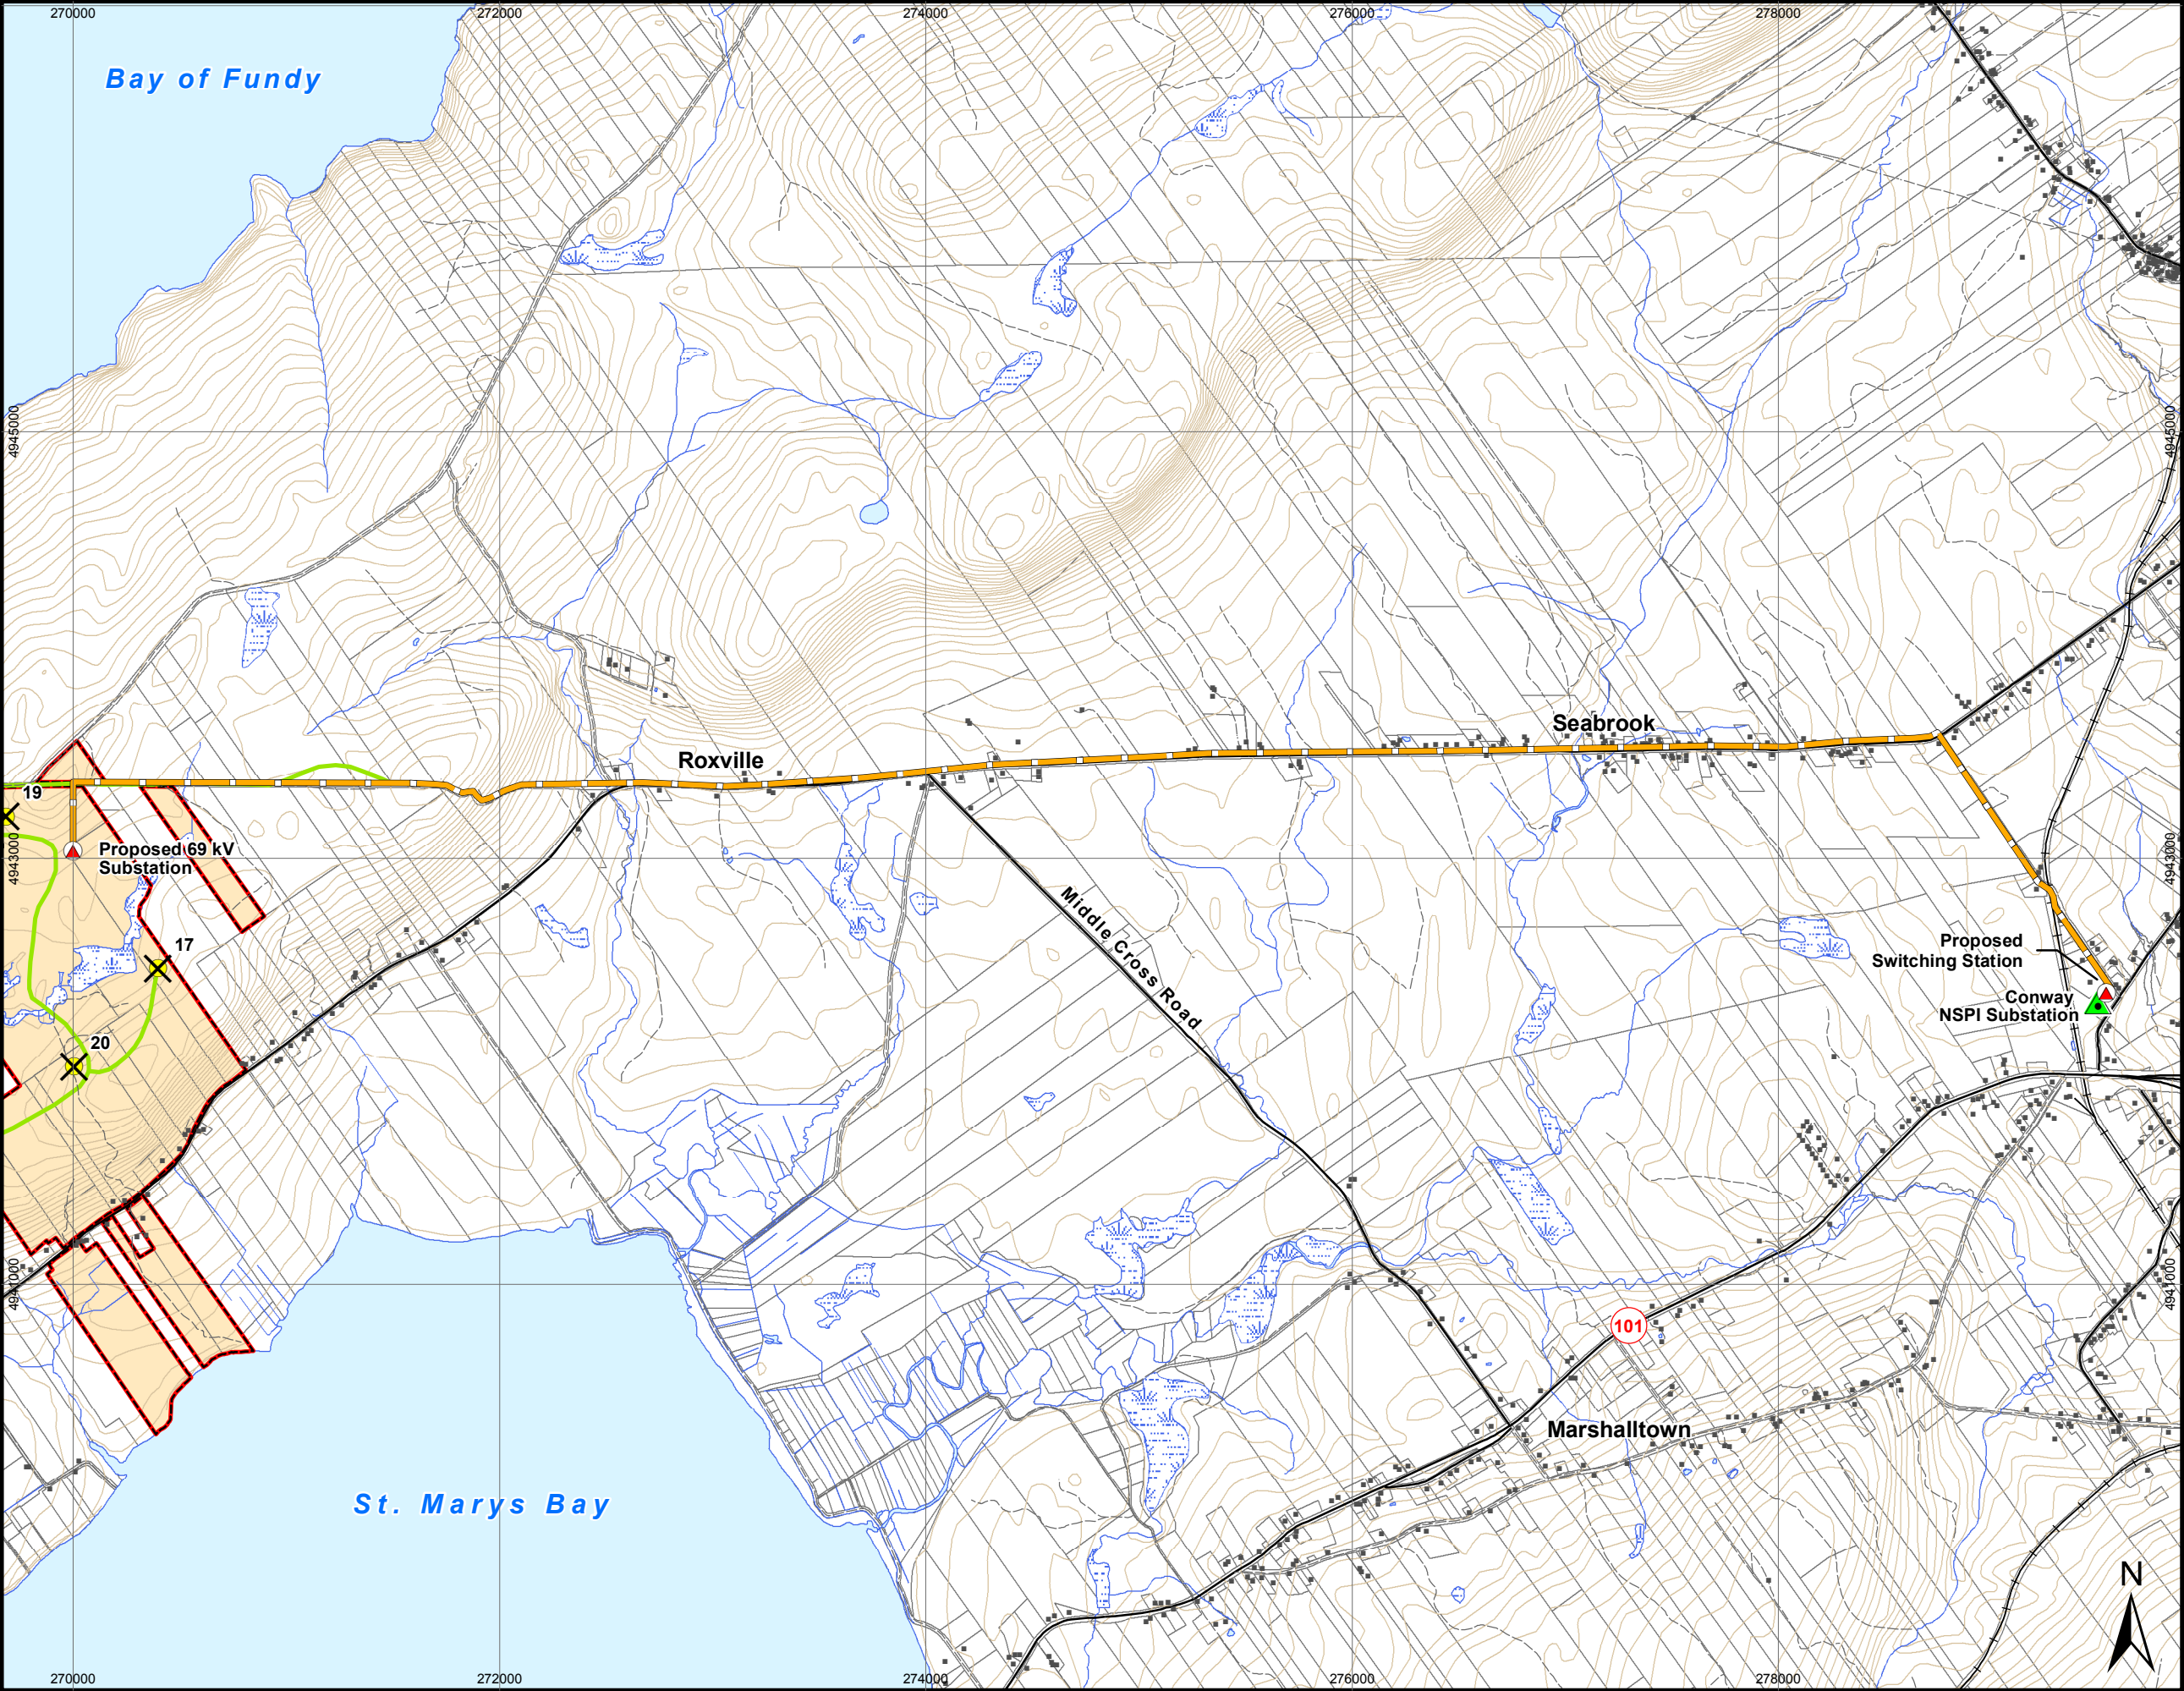 270000
272000
274000
276000
278000
Bay of Fundy
4945000
4945000
Seabrook
Roxville
19
Proposed 69 kV
Substation
4943000
4943000
Middle Cross Road
17
Proposed
Switching Station
Conway
NSPI Substation
20
4941000
4941000
101
Marshalltown
St. Marys Bay
N
270000
272000
274000
276000
278000